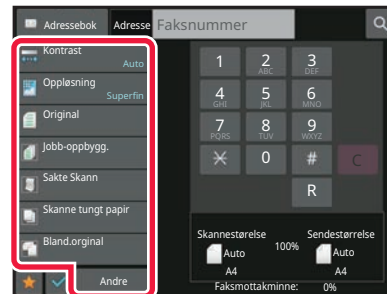 Adressebok
Adresse
Faksnummer
Kontrast
Auto
Oppløsning
Superfin
Original
Jobb-oppbygg.
Sakte Skann
Skanne tungt papir
Bland.orginal
Andre
1
2
ABC
3
DEF
4
GHI
5
JKL
6
MNO
7
PQRS
8
TUV
9
WXYZ
0
#
C
R
Skannestørelse
Sendestørrelse
Auto
100%
Auto
A4
A4
Faksmottakminne: 0%